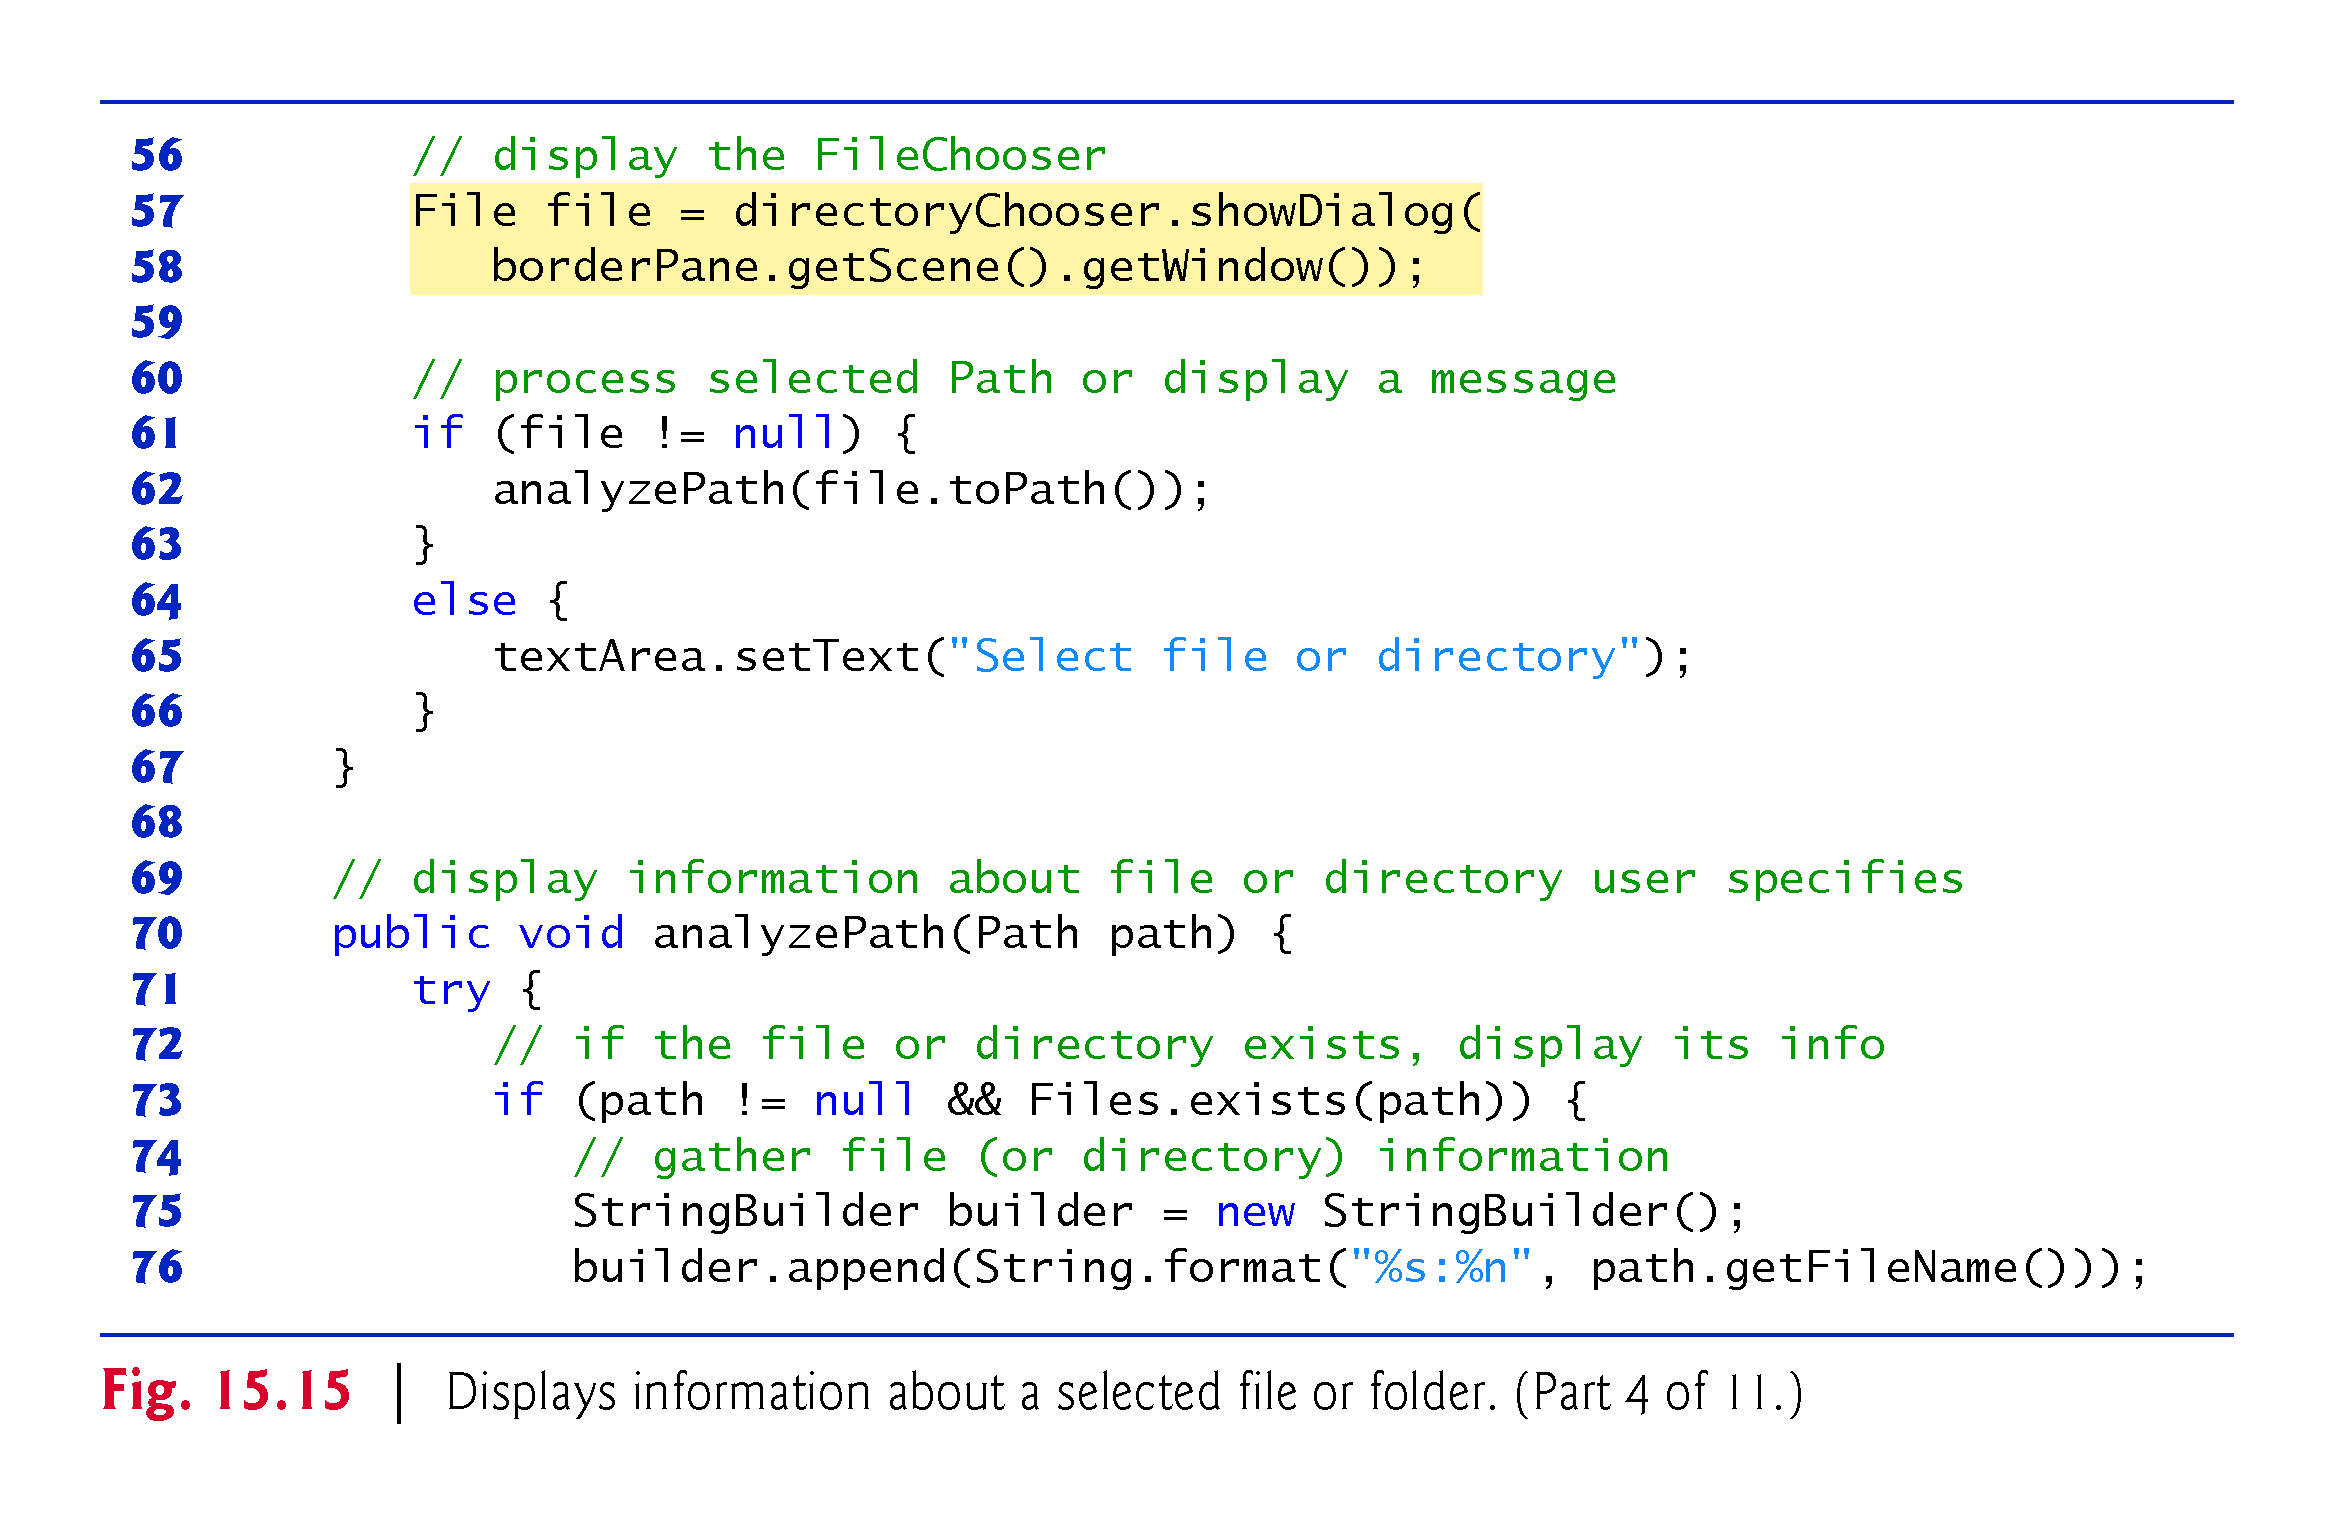 56 // display the FileChooser
57 File file = directoryChooser.showDialog(
58 borderPane.getScene().getWindow());
59
60 // process selected Path or display a message
61 if (file != null) {
62 analyzePath(file.toPath());
63 }
64 else {
65 textArea.setText("Select file or directory");
66 }
67 }
68
69 // display information about file or directory user specifies
70 public void analyzePath(Path path) {
71 try {
72 // if the file or directory exists, display its info
73 if (path != null && Files.exists(path)) {
74 // gather file (or directory) information
75 StringBuilder builder = new StringBuilder();
76 builder.append(String.format("%s:%n", path.getFileName()));
Fig. 15.15 | Displays information about a selected file or folder. (Part 4 of 11.)